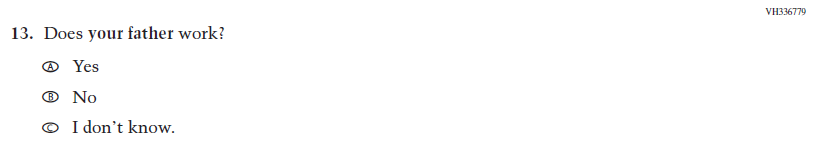 VH336779
13. Does your father work?
A Yes
B No
C I don't know.